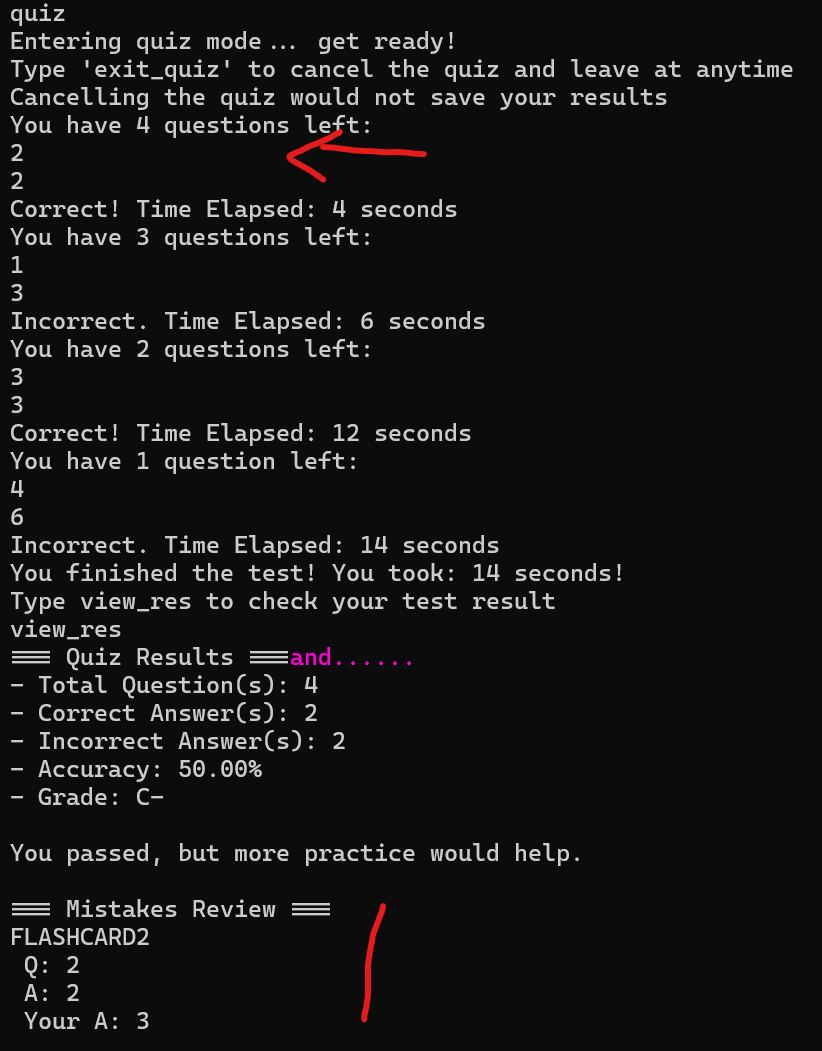 quiz
Entering quiz mode... get ready!
Type 'exit_quiz' to cancel the quiz and leave at anytime
Cancelling the quiz would not save your results
You have 4 questions left:
2
2
Correct! Time Elapsed: 4 seconds
You have 3 questions left:
1
3
Incorrect. Time Elapsed: 6 seconds
You have 2 questions left:
3
3
Correct! Time Elapsed: 12 seconds
You have 1 question left:
4
6
Incorrect. Time Elapsed: 14 seconds
You finished the test! You took: 14 seconds!
Type view_res to check your test result
view_res
=== Quiz Results ===and......
- Total Question(s): 4
- Correct Answer(s): 2
- Incorrect Answer(s): 2
- Accuracy: 50.00%
- Grade: C-
You passed, but more practice would help.
=== Mistakes Review ===
FLASHCARD2
Q: 2
A: 2
Your A: 3